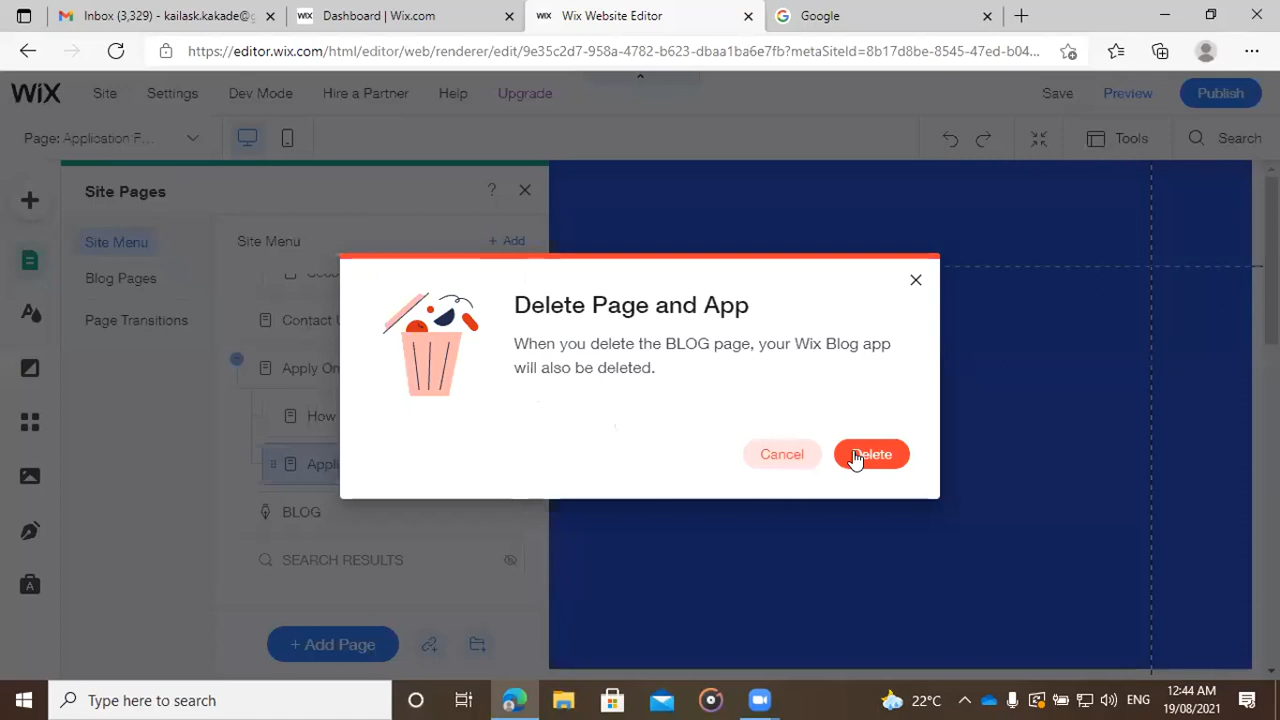 Inbox (3,329) - kailask.kakade@g
Dashboard | Wix.com
Wix Website Editor
Google
https://editor.wix.com/html/editor/web/renderer/edit/9e35c2d7-958a-4782-b623-dbaa1ba6e7fb?metaSiteId=8b17d8be-8545-47ed-b04...
WiX Site Settings Dev Mode Hire a Partner Help Upgrade Save Preview Publish
Page: Application F... Tools Search
Site Pages ?
Site Menu
Blog Pages
Page Transitions
Site Menu + Add
Contact
Apply
How
BLOG
SEARCH RESULTS
+ Add Page
Delete Page and App
When you delete the BLOG page, your Wix Blog app
will also be deleted.
Cancel Delete
Type here to search
22°C ENG
12:44 AM
19/08/2021